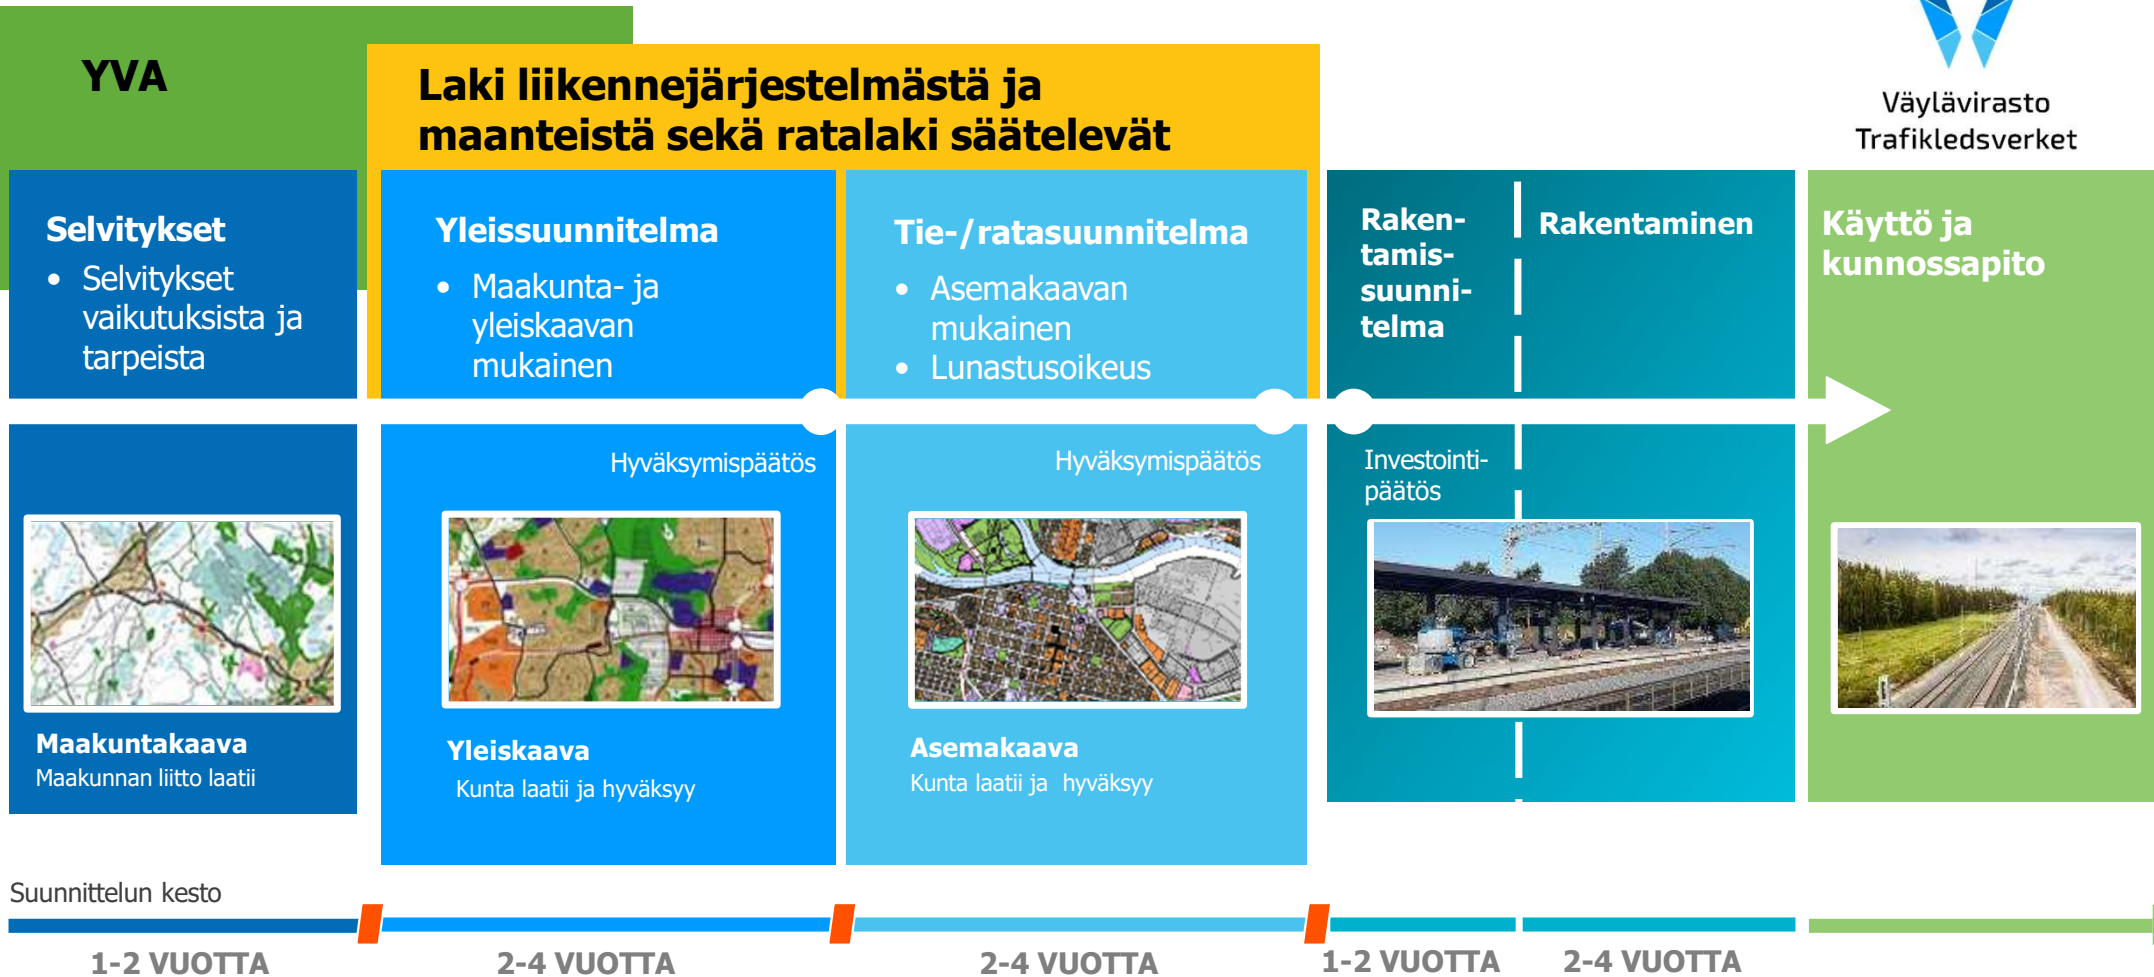 YVA
Laki liikennejärjestelmästä ja
maanteistä sekä ratalaki säätelevät
Väylävirasto
Trafikledsverket
Selvitykset
• Selvitykset
vaikutuksista ja
tarpeista
Yleissuunnitelma
• Maakunta- ja
yleiskaavan
mukainen
Tie-/ratasuunnitelma
• Asemakaavan
mukainen
• Lunastusoikeus
Raken-
tamis-
suunni-
telma
Rakentaminen
Käyttö ja
kunnossapito
Hyväksymispäätös
Hyväksymispäätös
Investointi-
päätös
Maakuntakaava
Maakunnan liitto laatii
Yleiskaava
Kunta laatii ja hyväksyy
Asemakaava
Kunta laatii ja hyväksyy
Suunnittelun kesto
1-2 VUOTTA
2-4 VUOTTA
2-4 VUOTTA
1-2 VUOTTA
2-4 VUOTTA